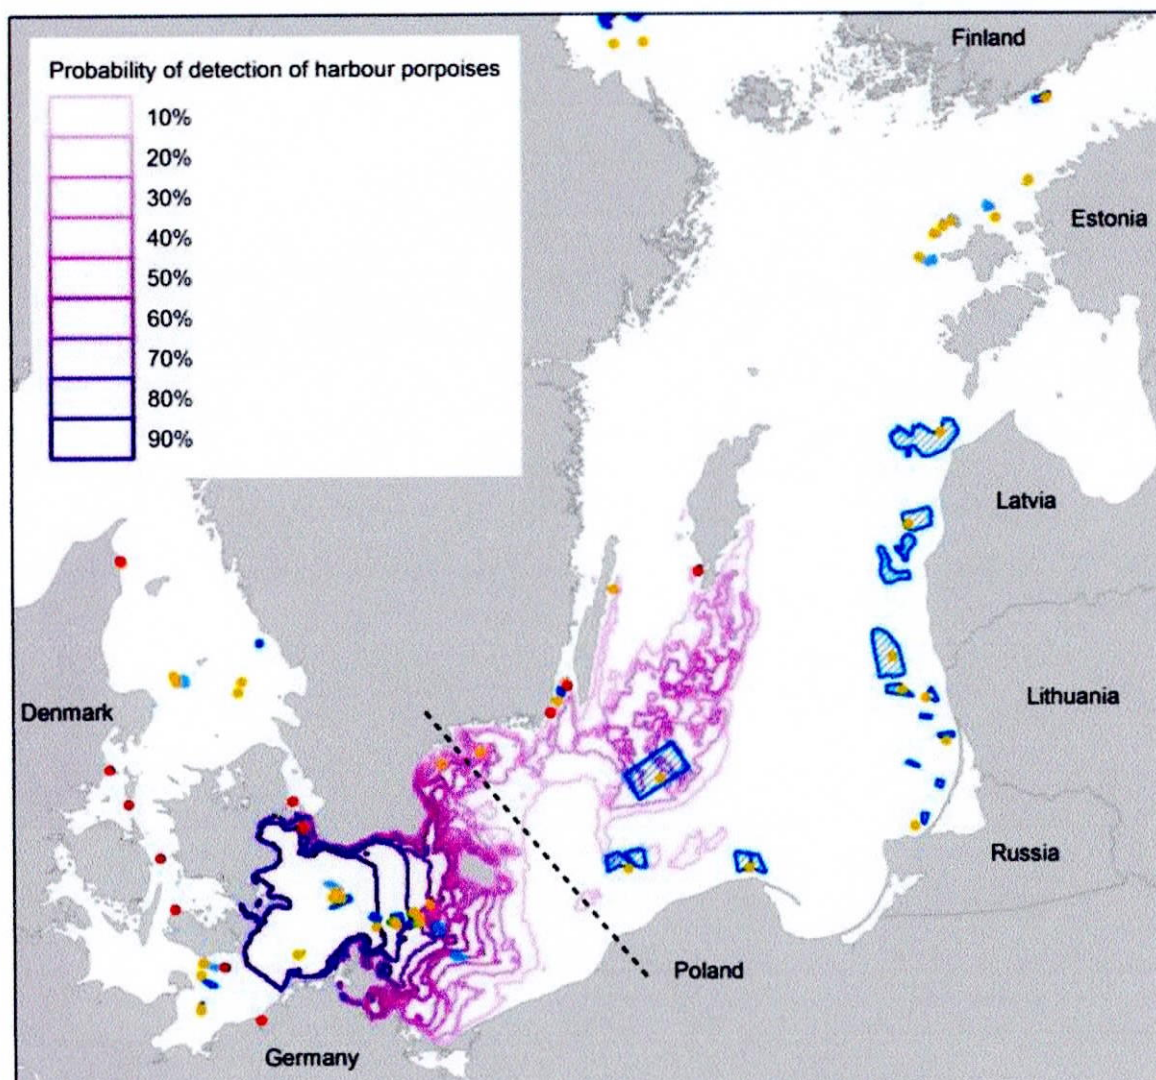 Finland
Probability of detection of harbour porpoises
10%
20%
30%
40%
50%
60%
70%
80%
90%
Estonia
Latvia
Lithuania
Denmark
Russia
Poland
Germany